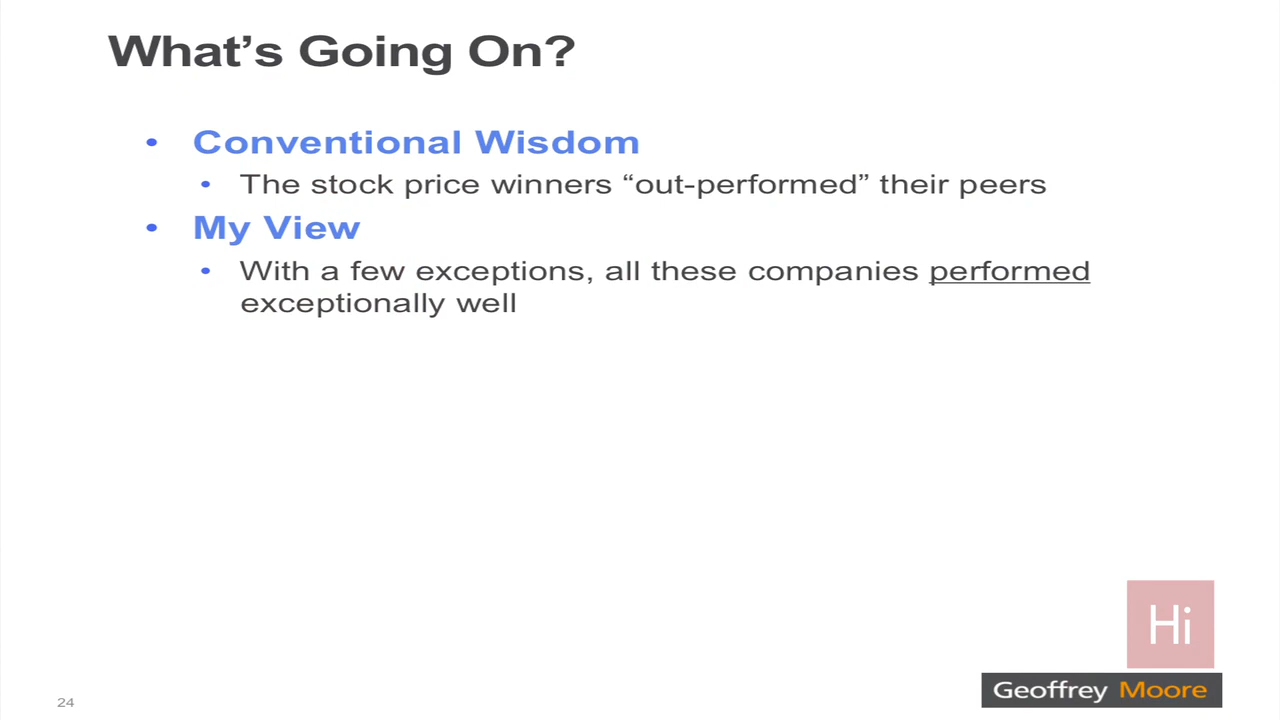 What’s Going On?
• Conventional Wisdom
• The stock price winners “out-performed” their peers
• My View
• With a few exceptions, all these companies performed
exceptionally well
Hi
Geoffrey Moore
24